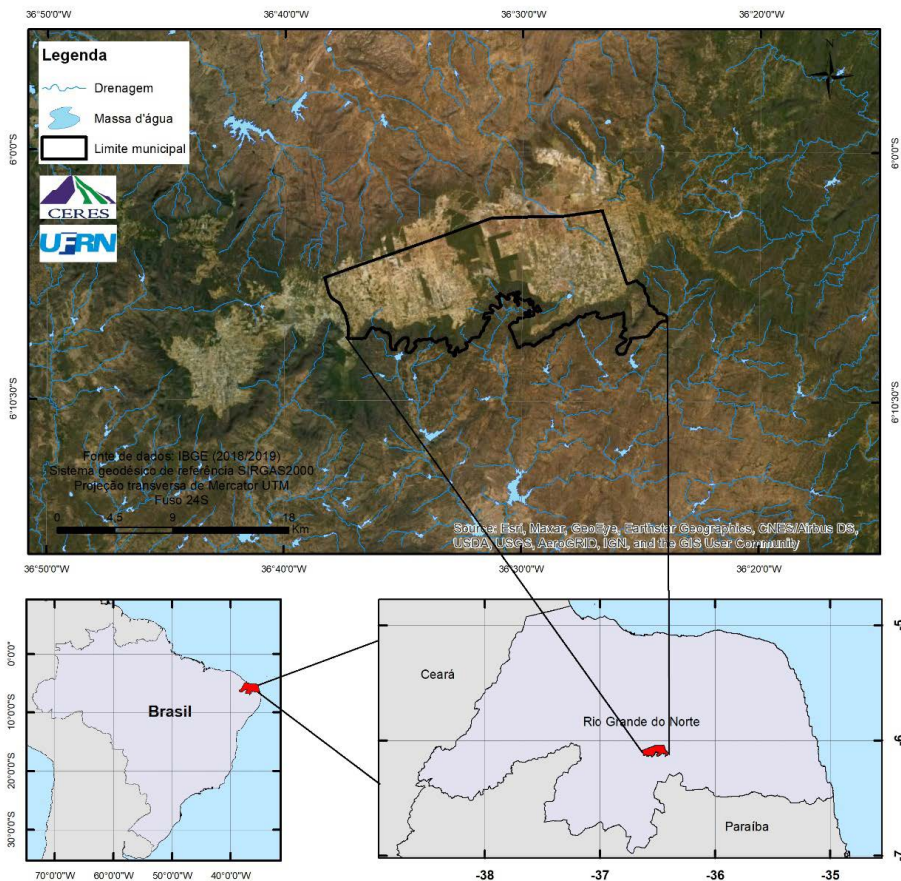 36°50'0"W 36°40'0"W 36°30'0"W 36°20'0"W
Legenda
Drenagem
Massa d'água
Limite municipal
N
CERES
UFRN
6°0'0"S
6°0'0"S
6°10'30"S
6°10'30"S
Fonte de dados: IBGE (2018/2019)
Sistema geodésico de referência SIRGAS2000
Projeção transversa de Mercator UTM
Fuso 24S
0 4,5 9 18
Km
Source: Esri, Maxar, GeoEye, Earthstar Geographics, CNES/Airbus DS,
USDA, USGS, AeroGRID, IGN, and the GIS User Community
36°50'0"W 36°40'0"W 36°30'0"W 36°20'0"W
0°0'0"
10°0'0"S
20°0'0"S
30°0'0"S
Brasil
70°0'0"W 60°0'0"W 50°0'0"W 40°0'0"W
Ceará
Rio Grande do Norte
Paraíba
-5
-6
-7
-38 -37 -36 -35